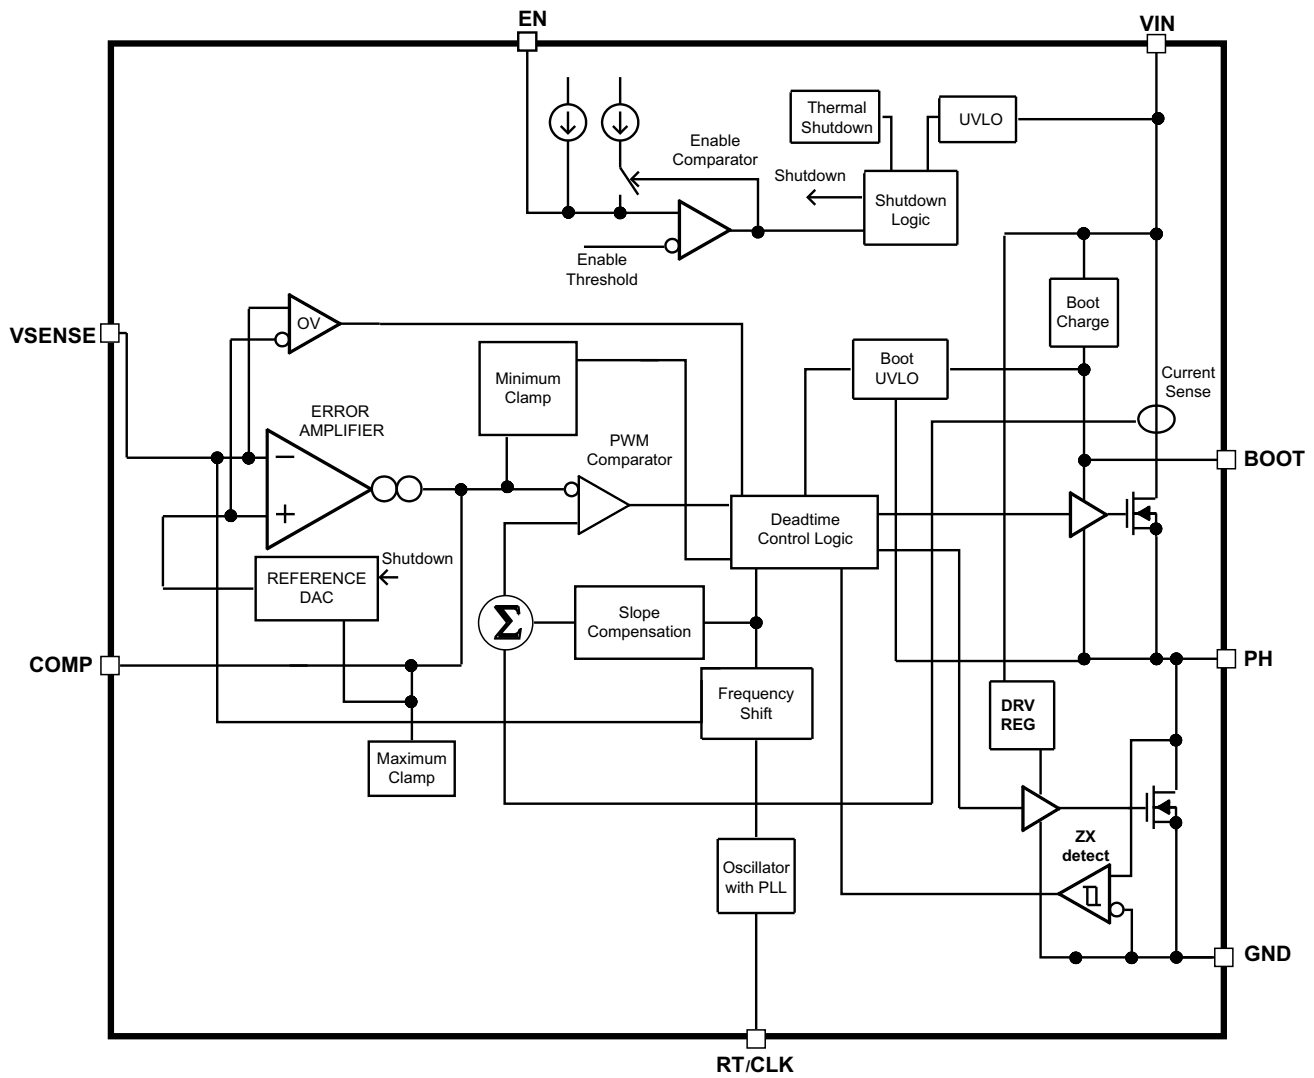 EN
VIN
Thermal
Shutdown
UVLO
Enable
Comparator
Shutdown
Shutdown
Logic
Enable
Threshold
Boot
Charge
VSENSE
OV
Minimum
Clamp
Boot
UVLO
Current
Sense
ERROR
AMPLIFIER
PWM
Comparator
BOOT
−
+
Deadtime
Control Logic
Shutdown
REFERENCE
DAC
Σ
Slope
Compensation
COMP
PH
Frequency
Shift
DRV
REG
Maximum
Clamp
ZX
detect
Oscillator
with PLL
GND
RT/CLK